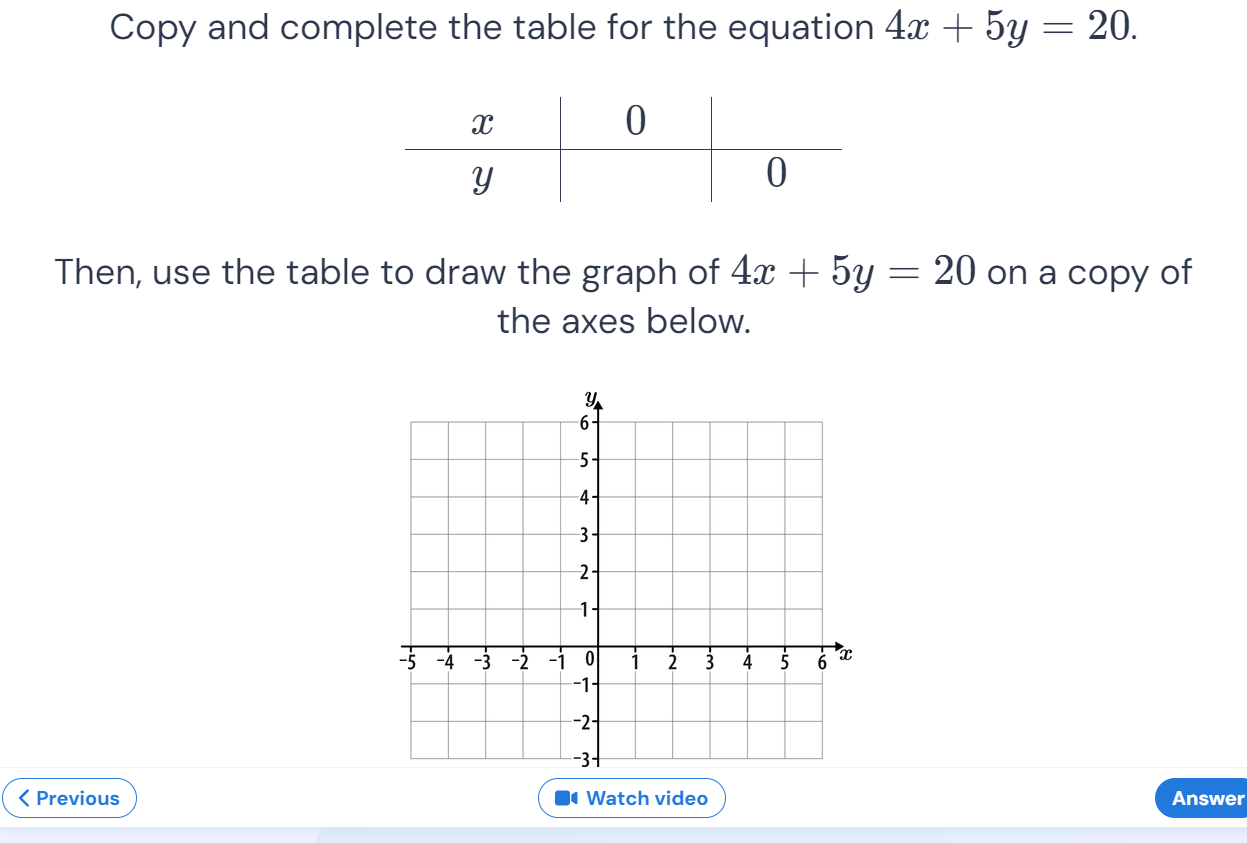 Copy and complete the table for the equation 4x + 5y = 20.
x 0
y 0
Then, use the table to draw the graph of 4x + 5y = 20 on a copy of
the axes below.
y
6
5
4
3
2
1
−5 −4 −3 −2 −1 0 1 2 3 4 5 6 x
−1
−2
−3
Previous
Watch video
Answer